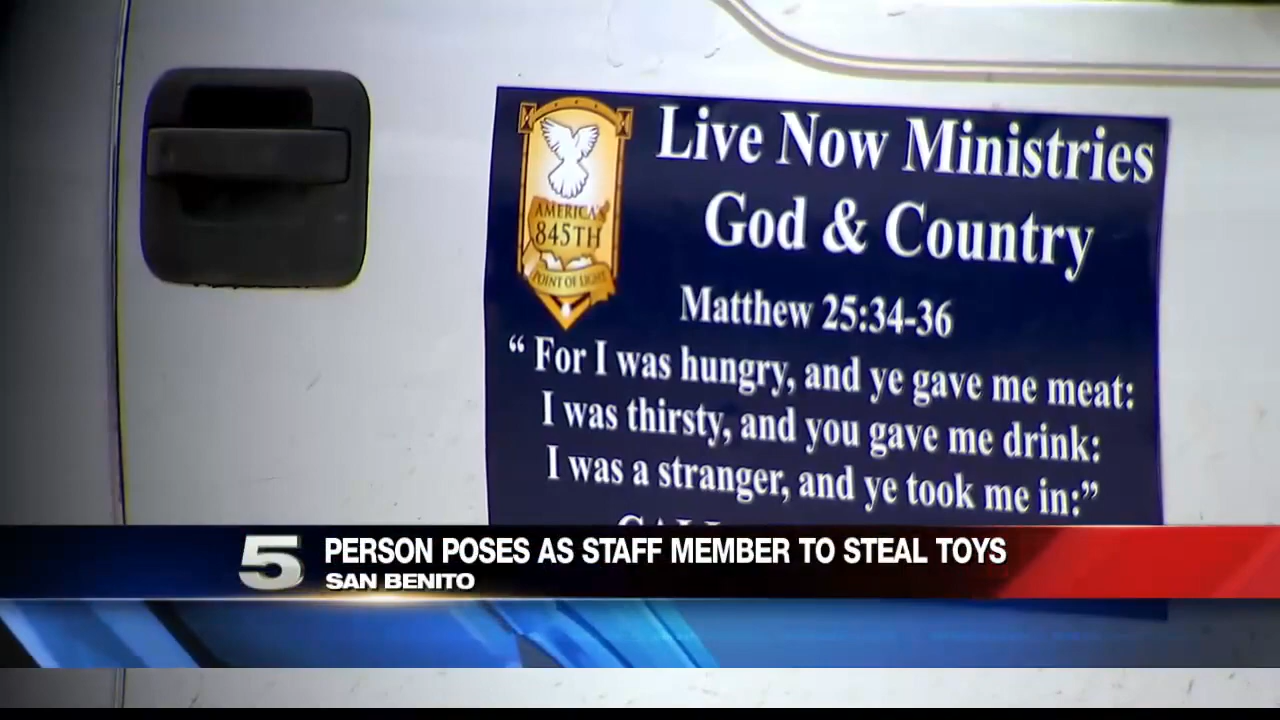 AMERICA'S
845TH
POINT OF LIGHT
Live Now Ministries
God & Country
Matthew 25:34-36
“ For I was hungry, and ye gave me meat:
I was thirsty, and you gave me drink:
I was a stranger, and ye took me in:”
5
PERSON POSES AS STAFF MEMBER TO STEAL TOYS
SAN BENITO